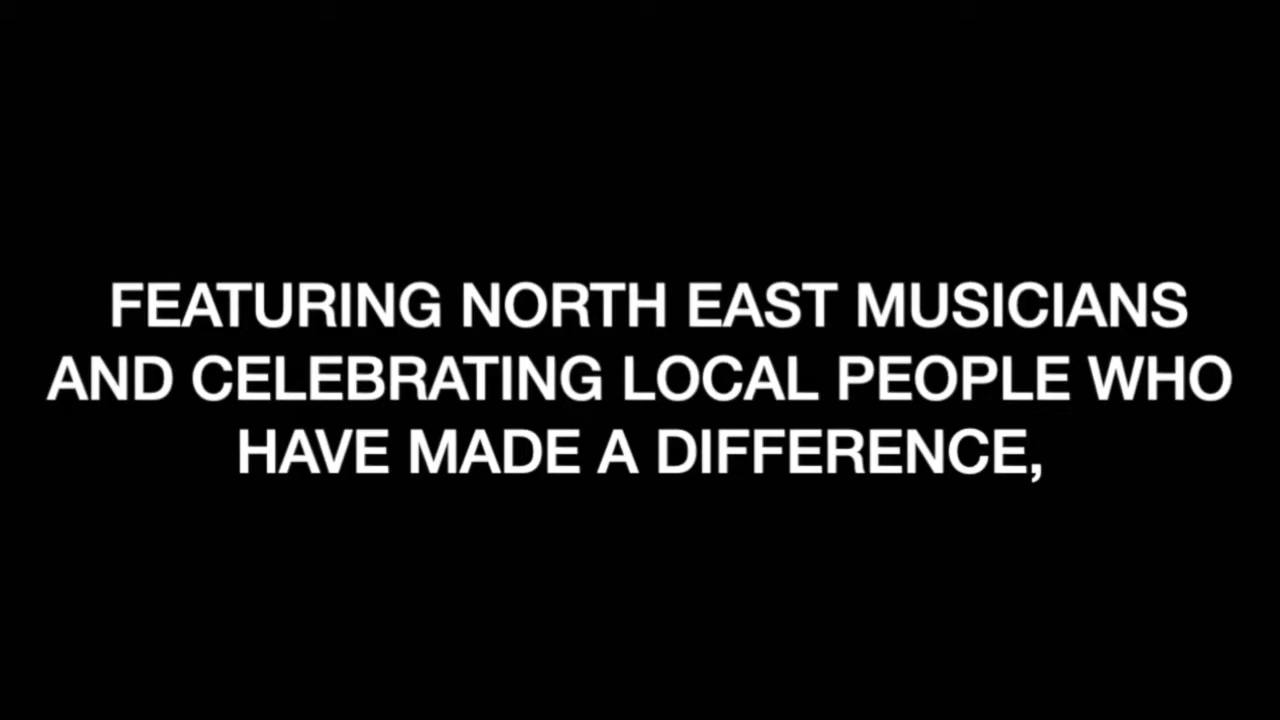 FEATURING NORTH EAST MUSICIANS
AND CELEBRATING LOCAL PEOPLE WHO
HAVE MADE A DIFFERENCE,